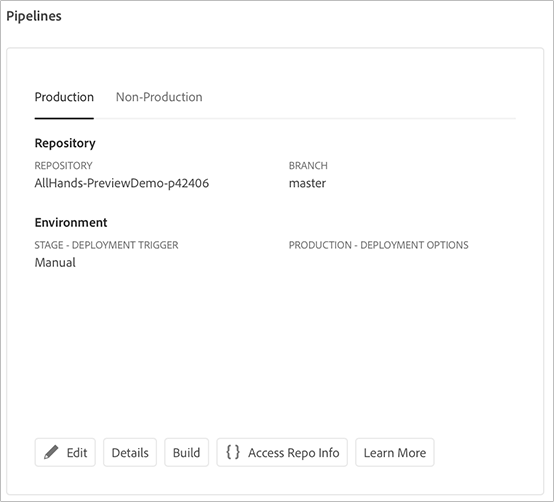 Pipelines
Production Non-Production
Repository
REPOSITORY BRANCH
AllHands-PreviewDemo-p42406 master
Environment
STAGE - DEPLOYMENT TRIGGER PRODUCTION - DEPLOYMENT OPTIONS
Manual
Edit Details Build { } Access Repo Info Learn More